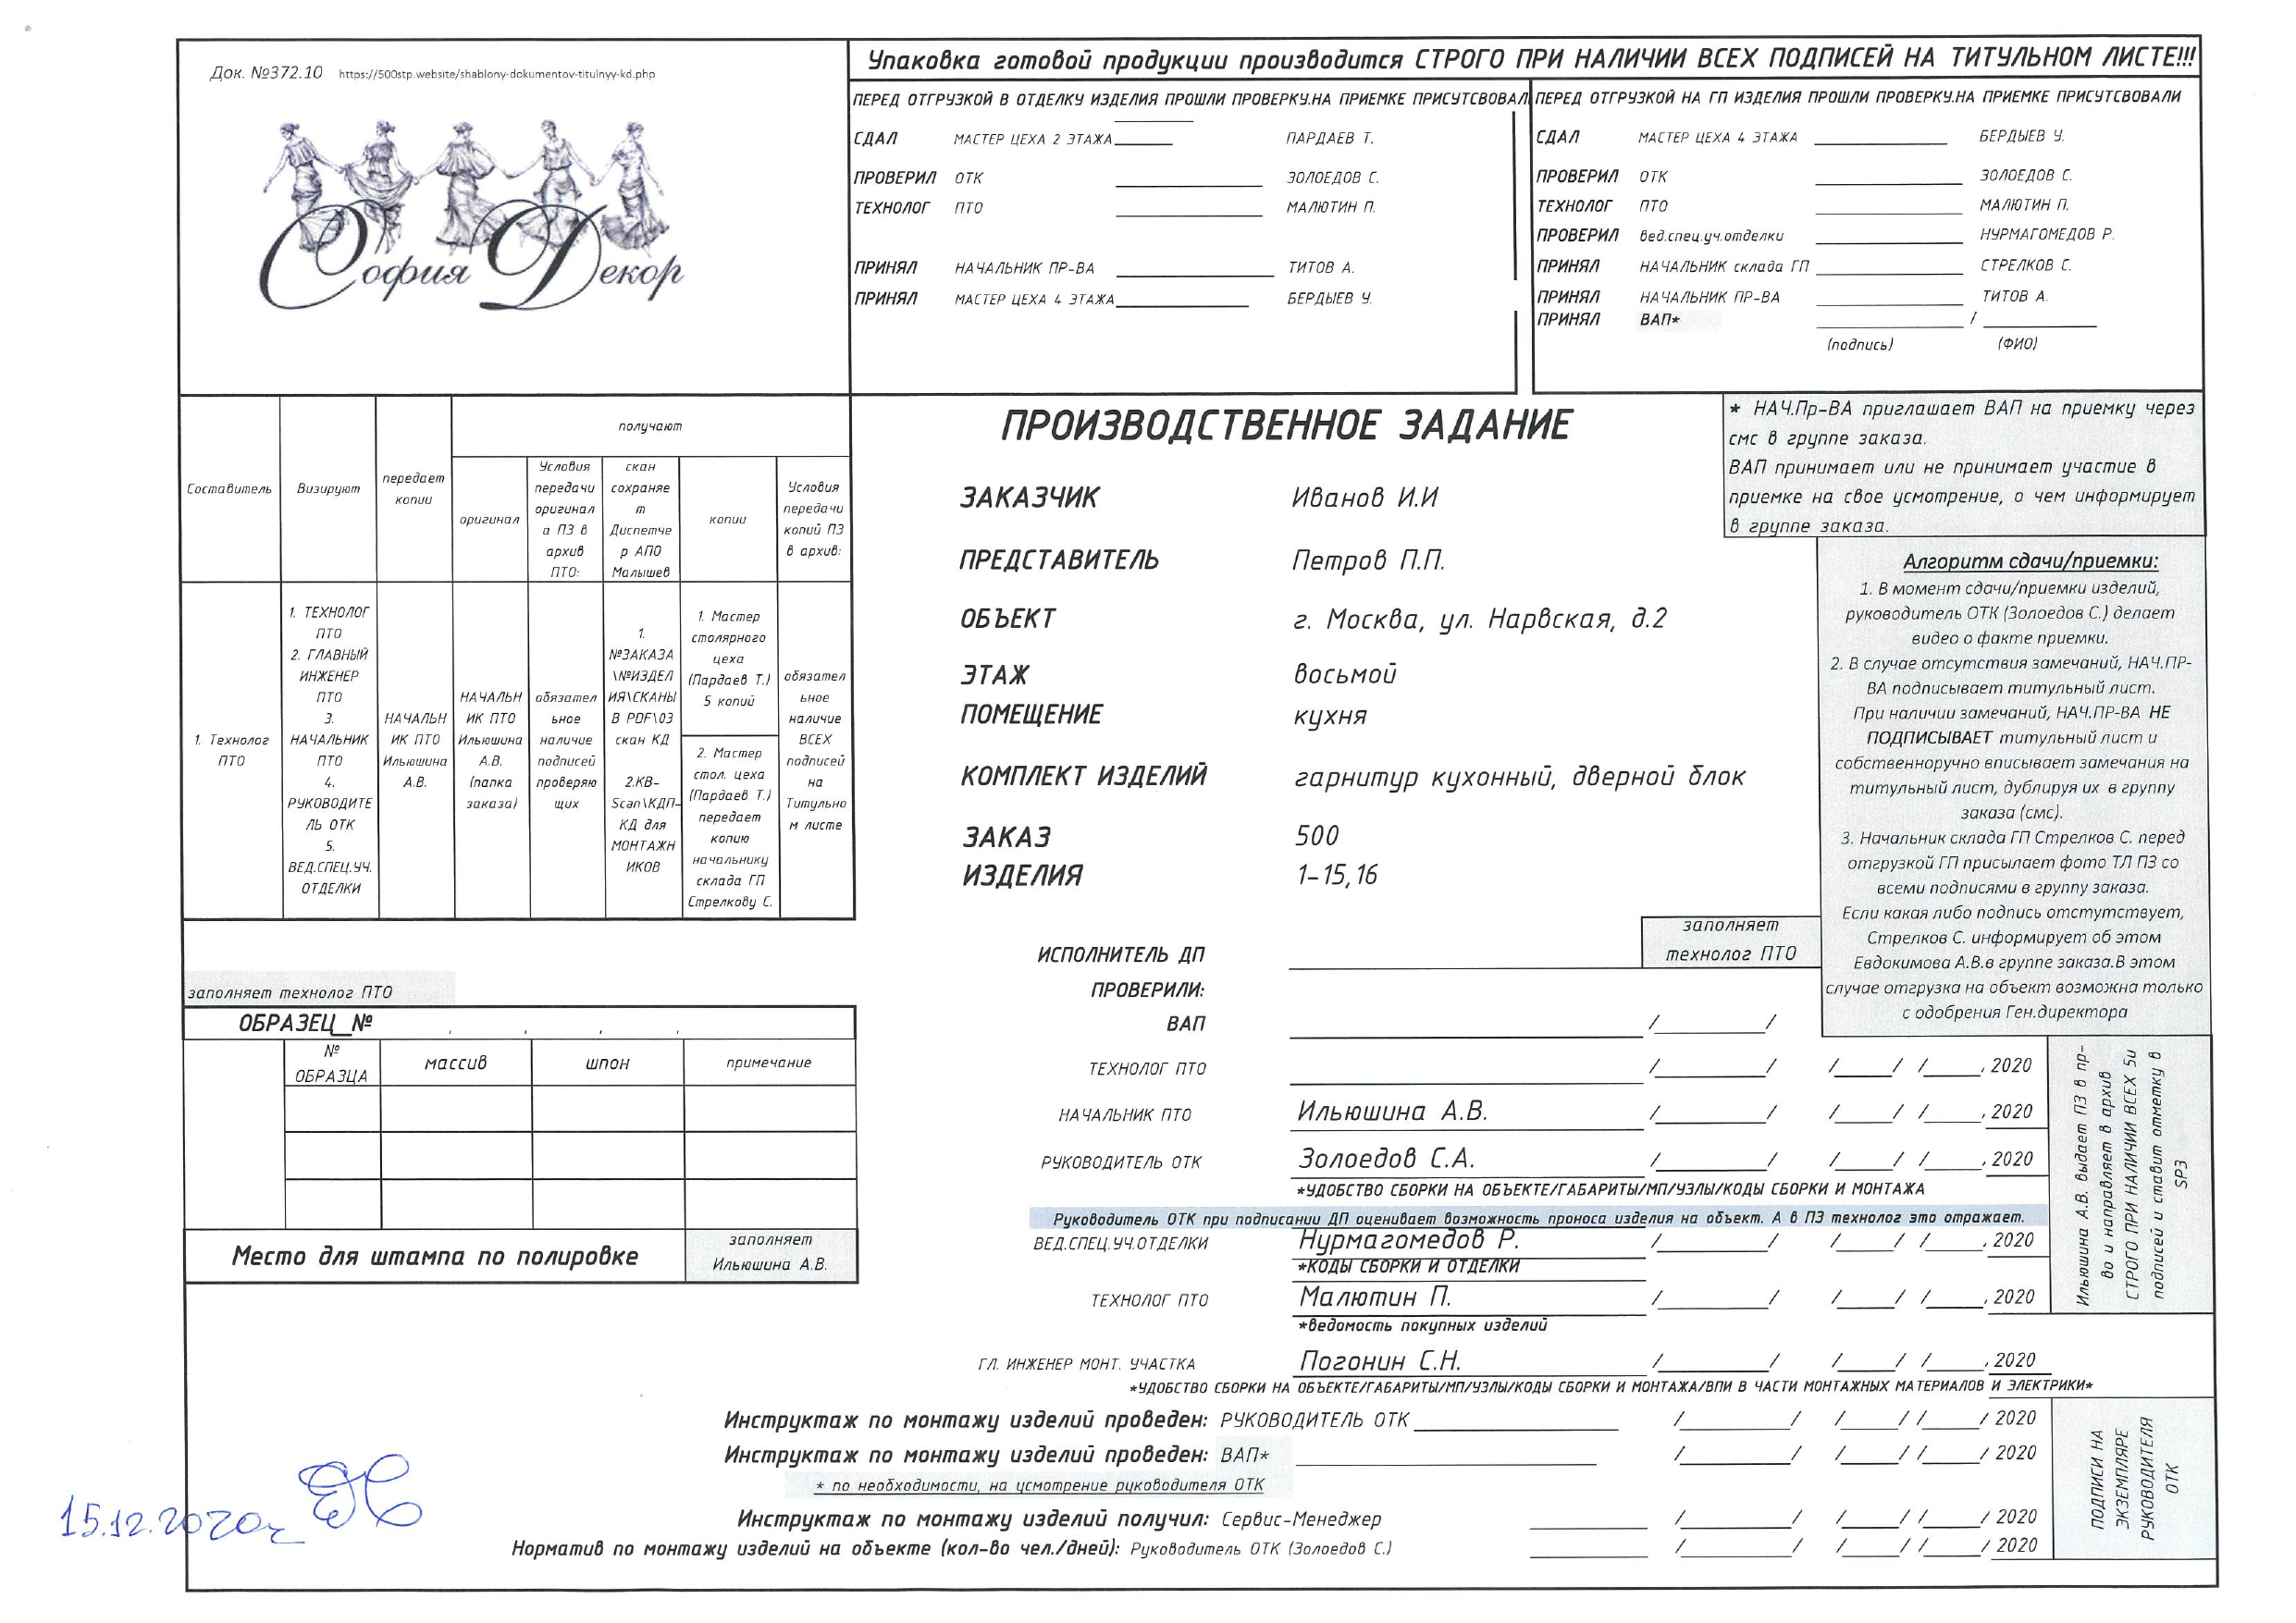 Док. №372.10 https://500stp.website/shablony-dokumentov-titulnyy-kd.php
София Декор
Упаковка готовой продукции производится СТРОГО ПРИ НАЛИЧИИ ВСЕХ ПОДПИСЕЙ НА ТИТУЛЬНОМ ЛИСТЕ!!!
ПЕРЕД ОТГРУЗКОЙ В ОТДЕЛКУ ИЗДЕЛИЯ ПРОШЛИ ПРОВЕРКУ.НА ПРИЕМКЕ ПРИСУТСВОВАЛ
СДАЛ МАСТЕР ЦЕХА 2 ЭТАЖА ПАРДАЕВ Т.
ПРОВЕРИЛ ОТК ЗОЛОЕДОВ С.
ТЕХНОЛОГ ПТО МАЛЮТИН П.
ПРИНЯЛ НАЧАЛЬНИК ПР-ВА ТИТОВ А.
ПРИНЯЛ МАСТЕР ЦЕХА 4 ЭТАЖА БЕРДЫЕВ У.
ПЕРЕД ОТГРУЗКОЙ НА ГП ИЗДЕЛИЯ ПРОШЛИ ПРОВЕРКУ.НА ПРИЕМКЕ ПРИСУТСВОВАЛИ
СДАЛ МАСТЕР ЦЕХА 4 ЭТАЖА БЕРДЫЕВ У.
ПРОВЕРИЛ ОТК ЗОЛОЕДОВ С.
ТЕХНОЛОГ ПТО МАЛЮТИН П.
ПРОВЕРИЛ вед.спец.уч.отделки НУРМАГОМЕДОВ Р.
ПРИНЯЛ НАЧАЛЬНИК склада ГП СТРЕЛКОВ С.
ПРИНЯЛ НАЧАЛЬНИК ПР-ВА ТИТОВ А.
ПРИНЯЛ ВАП* /
(подпись) (ФИО)
Составитель
Визируют
передает
копии
получают
оригинал
Условия
передачи
оригинал
а ПЗ в
архив
ПТО:
скан
сохраняе
т
Диспетче
р АПО
Малышев
копии
Условия
передачи
копий ПЗ
в архив:
1. Технолог
ПТО
1. ТЕХНОЛОГ
ПТО
2. ГЛАВНЫЙ
ИНЖЕНЕР
ПТО
3.
НАЧАЛЬНИК
ПТО
4.
РУКОВОДИТЕ
ЛЬ ОТК
5.
ВЕД.СПЕЦ.УЧ.
ОТДЕЛКИ
НАЧАЛЬН
ИК ПТО
Ильюшина
А.В.
НАЧАЛЬН
ИК ПТО
Ильюшина
А.В.
(папка
заказа)
обязател
ьное
наличие
подписей
проверяю
щих
1.
№ЗАКАЗА
\№ИЗДЕЛ
ИЯ\СКАНЫ
В PDF\03
скан КД
2.КВ-
Scan\КДП-
КД для
МОНТАЖН
ИКОВ
1. Мастер
столярного
цеха
(Пардаев Т.)
5 копий
2. Мастер
стол. цеха
(Пардаев Т.)
передает
копию
начальнику
склада ГП
Стрелкову С.
обязател
ьное
наличие
ВСЕХ
подписей
на
Титульно
м листе
ПРОИЗВОДСТВЕННОЕ ЗАДАНИЕ
ЗАКАЗЧИК Иванов И.И
ПРЕДСТАВИТЕЛЬ Петров П.П.
ОБЪЕКТ г. Москва, ул. Нарвская, д.2
ЭТАЖ восьмой
ПОМЕЩЕНИЕ кухня
КОМПЛЕКТ ИЗДЕЛИЙ гарнитур кухонный, дверной блок
ЗАКАЗ 500
ИЗДЕЛИЯ 1-15,16
* НАЧ.Пр-ВА приглашает ВАП на приемку через
смс в группе заказа.
ВАП принимает или не принимает участие в
приемке на свое усмотрение, о чем информирует
в группе заказа.
Алгоритм сдачи/приемки:
1. В момент сдачи/приемки изделий,
руководитель ОТК (Золоедов С.) делает
видео о факте приемки.
2. В случае отсутствия замечаний, НАЧ.ПР-
ВА подписывает титульный лист.
При наличии замечаний, НАЧ.ПР-ВА НЕ
ПОДПИСЫВАЕТ титульный лист и
собственноручно вписывает замечания на
титульный лист, дублируя их в группу
заказа (смс).
3. Начальник склада ГП Стрелков С. перед
отгрузкой ГП присылает фото ТЛ ПЗ со
всеми подписями в группу заказа.
Если какая либо подпись отстутствует,
Стрелков С. информирует об этом
Евдокимова А.В.в группе заказа.В этом
случае отгрузка на объект возможна только
с одобрения Ген.директора
заполняет
технолог ПТО
ИСПОЛНИТЕЛЬ ДП
ПРОВЕРИЛИ:
ВАП / /
ТЕХНОЛОГ ПТО / / / / / , 2020
НАЧАЛЬНИК ПТО Ильюшина А.В. / / / / / , 2020
РУКОВОДИТЕЛЬ ОТК Золоедов С.А. / / / / / , 2020
*УДОБСТВО СБОРКИ НА ОБЪЕКТЕ/ГАБАРИТЫ/МП/УЗЛЫ/КОДЫ СБОРКИ И МОНТАЖА
Руководитель ОТК при подписании ДП оценивает возможность проноса изделия на объект. А в ПЗ технолог это отражает.
ВЕД.СПЕЦ.УЧ.ОТДЕЛКИ Нурмагомедов Р. / / / / / , 2020
*КОДЫ СБОРКИ И ОТДЕЛКИ
ТЕХНОЛОГ ПТО Малютин П. / / / / / , 2020
*ведомость покупных изделий
ГЛ. ИНЖЕНЕР МОНТ. УЧАСТКА Погонин С.Н. / / / / / , 2020
*УДОБСТВО СБОРКИ НА ОБЪЕКТЕ/ГАБАРИТЫ/МП/УЗЛЫ/КОДЫ СБОРКИ И МОНТАЖА/ВПИ В ЧАСТИ МОНТАЖНЫХ МАТЕРИАЛОВ И ЭЛЕКТРИКИ*
Ильюшина А.В. выдает ПЗ в пр-
во и направляет в архив
СТРОГО ПРИ НАЛИЧИИ ВСЕХ 5и
подписей и ставит отметку в
SP3
заполняет технолог ПТО
ОБРАЗЕЦ_№ , , , ,
№
ОБРАЗЦА
массив
шпон
примечание
Место для штампа по полировке
заполняет
Ильюшина А.В.
Инструктаж по монтажу изделий проведен: РУКОВОДИТЕЛЬ ОТК / / / / / / 2020
Инструктаж по монтажу изделий проведен: ВАП* / / / / / / 2020
* по необходимости, на усмотрение руководителя ОТК
Инструктаж по монтажу изделий получил: Сервис-Менеджер / / / / / / 2020
Норматив по монтажу изделий на объекте (кол-во чел./дней): Руководитель ОТК (Золоедов С.) / / / / / / 2020
ПОДПИСИ НА
ЭКЗЕМПЛЯРЕ
РУКОВОДИТЕЛЯ
ОТК
15.12.2020г